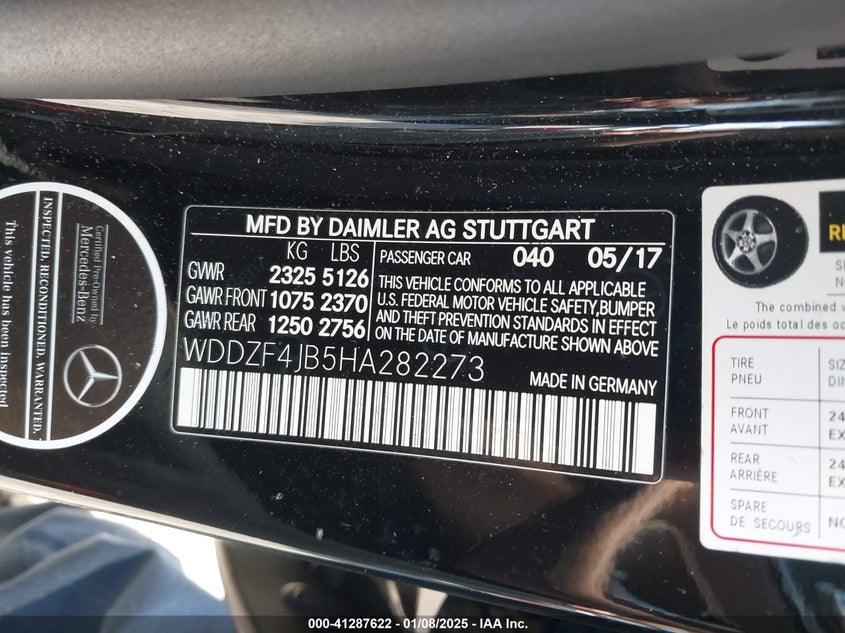 MFD BY DAIMLER AG STUTTGART
KG LBS
GVWR 2325 5126
GAWR FRONT 1075 2370
GAWR REAR 1250 2756
PASSENGER CAR 040 05/17
THIS VEHICLE CONFORMS TO ALL APPLICABLE
U.S. FEDERAL MOTOR VEHICLE SAFETY,BUMPER
AND THEFT PREVENTION STANDARDS IN EFFECT
ON THE DATE OF MANUFACTURE SHOWN ABOVE
WDDZF4JB5HA282273
MADE IN GERMANY
Certified Pre-Owned by
Mercedes-Benz
INSPECTED. RECONDITIONED. WARRANTED.
This vehicle has been inspected
The combined
Le poids total des
TIRE
PNEU
FRONT
AVANT
REAR
ARRIÈRE
SPARE
DE SECOURS
000-41287622 - 01/08/2025 - IAA Inc.